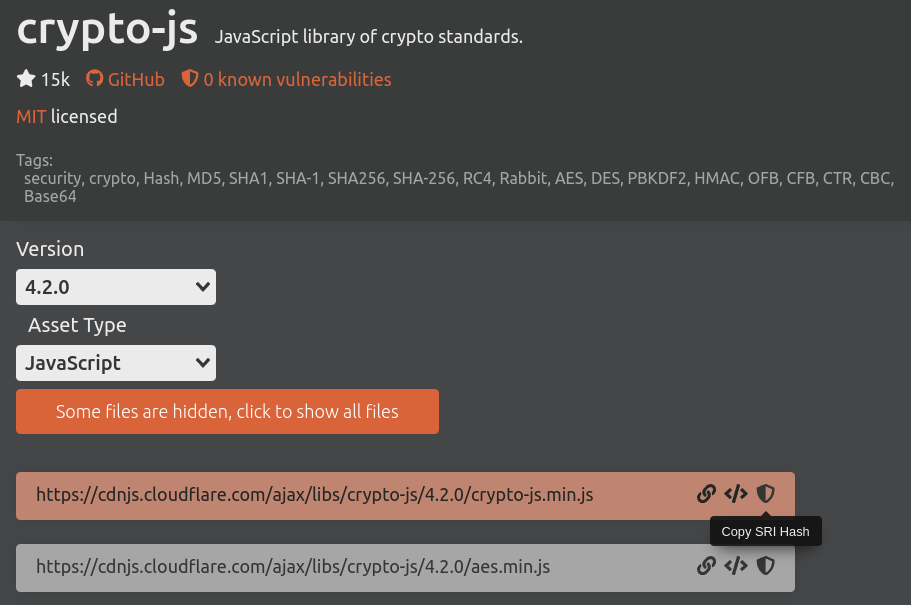 crypto-js JavaScript library of crypto standards.
15k GitHub 0 known vulnerabilities
MIT licensed
Tags:
security, crypto, Hash, MD5, SHA1, SHA-1, SHA256, SHA-256, RC4, Rabbit, AES, DES, PBKDF2, HMAC, OFB, CFB, CTR, CBC,
Base64
Version
4.2.0
Asset Type
JavaScript
Some files are hidden, click to show all files
https://cdnjs.cloudflare.com/ajax/libs/crypto-js/4.2.0/crypto-js.min.js
Copy SRI Hash
https://cdnjs.cloudflare.com/ajax/libs/crypto-js/4.2.0/aes.min.js